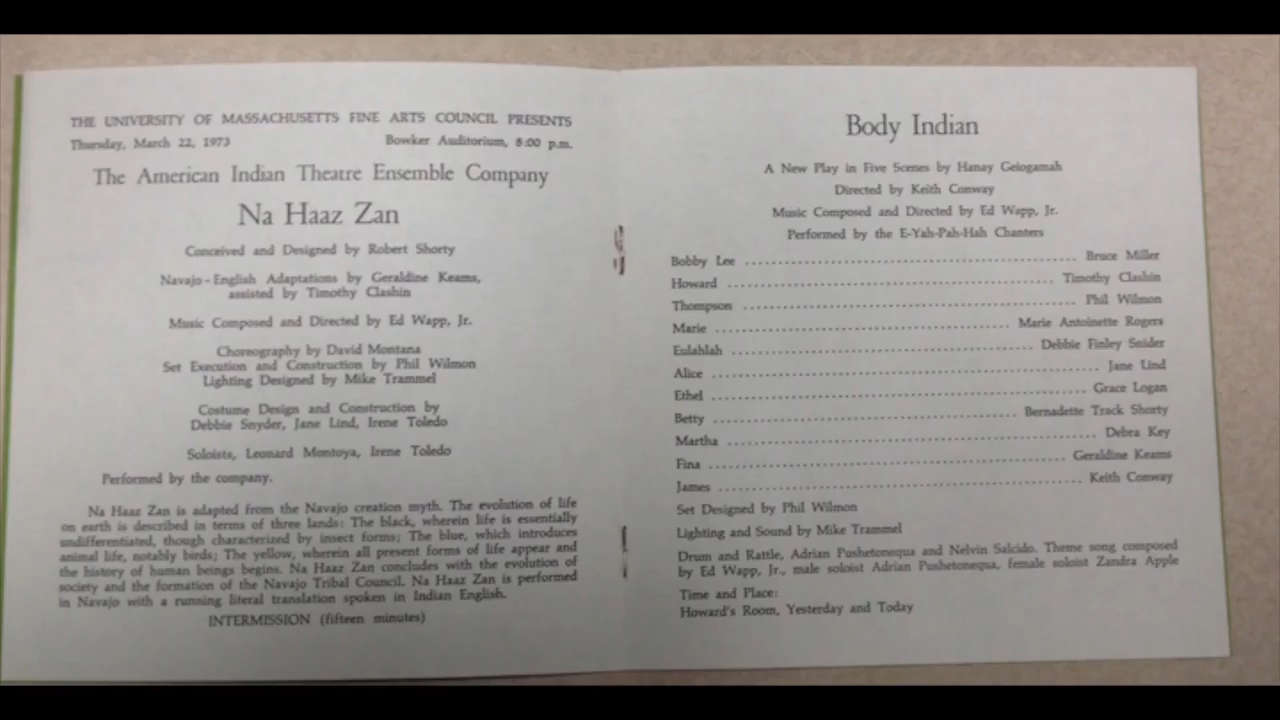 THE UNIVERSITY OF MASSACHUSETTS FINE ARTS COUNCIL PRESENTS
Thursday, March 22, 1973 Bowker Auditorium, 8:00 p.m.
The American Indian Theatre Ensemble Company
Na Haaz Zan
Conceived and Designed by Robert Shorty
Navajo-English Adaptations by Geraldine Keams,
assisted by Timothy Clashin
Music Composed and Directed by Ed Wapp, Jr.
Choreography by David Montana
Set Execution and Construction by Phil Wilmon
Lighting Designed by Mike Trammel
Costume Design and Construction by
Debbie Snyder, Jane Lind, Irene Toledo
Soloists, Leonard Montoya, Irene Toledo
Performed by the company.
Na Haaz Zan is adapted from the Navajo creation myth. The evolution of life
on earth is described in terms of three lands: The black, wherein life is essentially
undifferentiated, though characterized by insect forms; The blue, which introduces
animal life, notably birds; The yellow, wherein all present forms of life appear and
the history of human beings begins. Na Haaz Zan concludes with the evolution of
society and the formation of the Navajo Tribal Council. Na Haaz Zan is performed
in Navajo with a running literal translation spoken in Indian English.
INTERMISSION (fifteen minutes)
Body Indian
A New Play in Five Scenes by Hanay Geiogamah
Directed by Keith Conway
Music Composed and Directed by Ed Wapp, Jr.
Performed by the E-Yah-Pah-Hah Chanters
Bobby Lee ........................................ Bruce Miller
Howard ........................................ Timothy Clashin
Thompson ........................................ Phil Wilmon
Marie ........................................ Marie Antoinette Rogers
Eulahlah ........................................ Debbie Finley Snider
Alice ........................................ Jane Lind
Ethel ........................................ Grace Logan
Betty ........................................ Bernadette Track Shorty
Martha ........................................ Debra Key
Fina ........................................ Geraldine Keams
James ........................................ Keith Conway
Set Designed by Phil Wilmon
Lighting and Sound by Mike Trammel
Drum and Rattle, Adrian Pushetonequa and Nelvin Salcido. Theme song composed
by Ed Wapp, Jr., male soloist Adrian Pushetonequa, female soloist Zandra Apple
Time and Place:
Howard's Room, Yesterday and Today